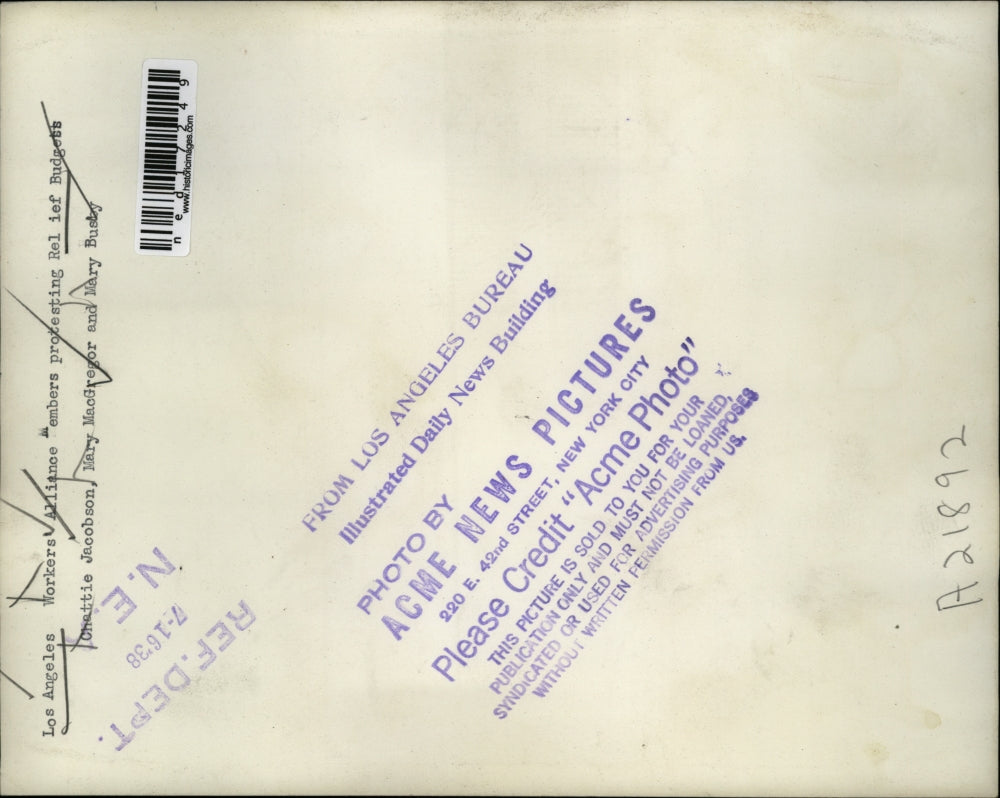 Los Angeles Workers' Alliance Members protesting Relief Budgets
Chattie Jacobson, Mary MacGregor and Mary Busby
ned17249
www.historicimages.com
FROM LOS ANGELES BUREAU
Illustrated Daily News Building
PHOTO BY
ACME NEWS PICTURES
220 E. 42nd STREET, NEW YORK CITY
Please Credit "Acme Photo"
THIS PICTURE IS SOLD TO YOU FOR YOUR
PUBLICATION ONLY AND MUST NOT BE LOANED,
SYNDICATED OR USED FOR ADVERTISING PURPOSES
WITHOUT WRITTEN PERMISSION FROM US.
N.E.
7-16 38
REF. DEPT.
A21892